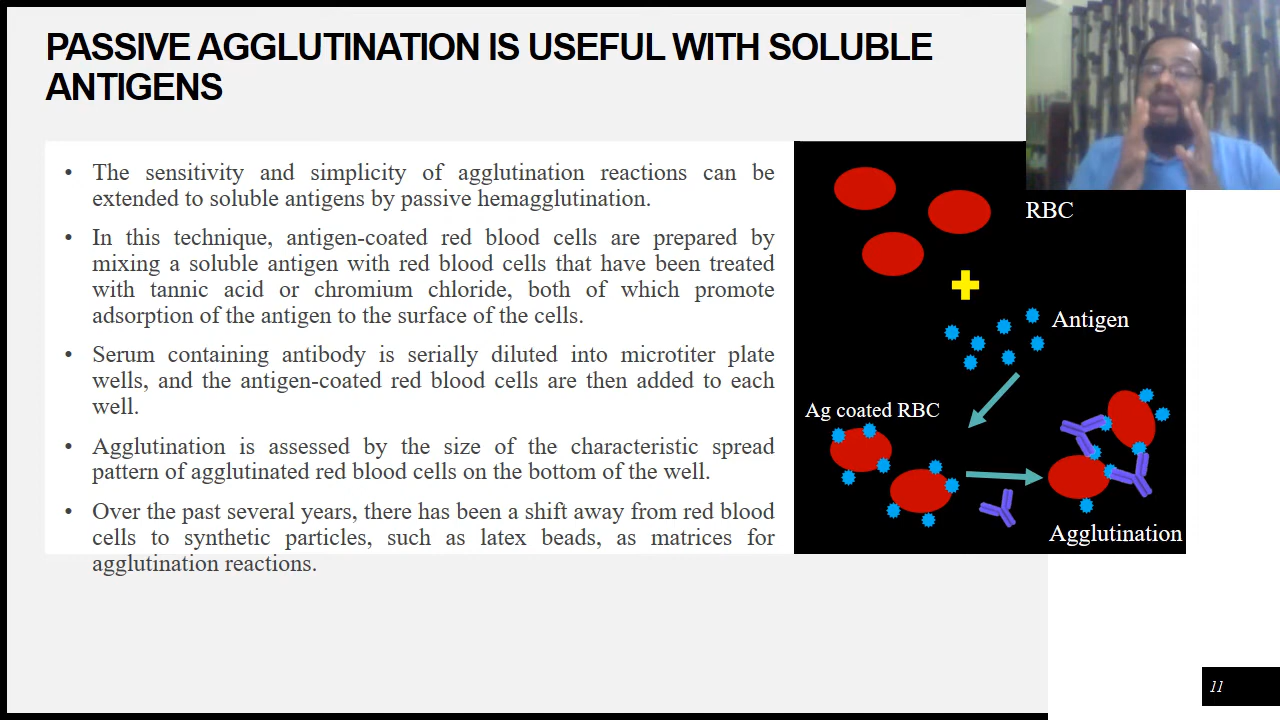 PASSIVE AGGLUTINATION IS USEFUL WITH SOLUBLE
ANTIGENS
• The sensitivity and simplicity of agglutination reactions can be
extended to soluble antigens by passive hemagglutination.
• In this technique, antigen-coated red blood cells are prepared by
mixing a soluble antigen with red blood cells that have been treated
with tannic acid or chromium chloride, both of which promote
adsorption of the antigen to the surface of the cells.
• Serum containing antibody is serially diluted into microtiter plate
wells, and the antigen-coated red blood cells are then added to each
well.
• Agglutination is assessed by the size of the characteristic spread
pattern of agglutinated red blood cells on the bottom of the well.
• Over the past several years, there has been a shift away from red blood
cells to synthetic particles, such as latex beads, as matrices for
agglutination reactions.
RBC
Antigen
Ag coated RBC
Agglutination
11